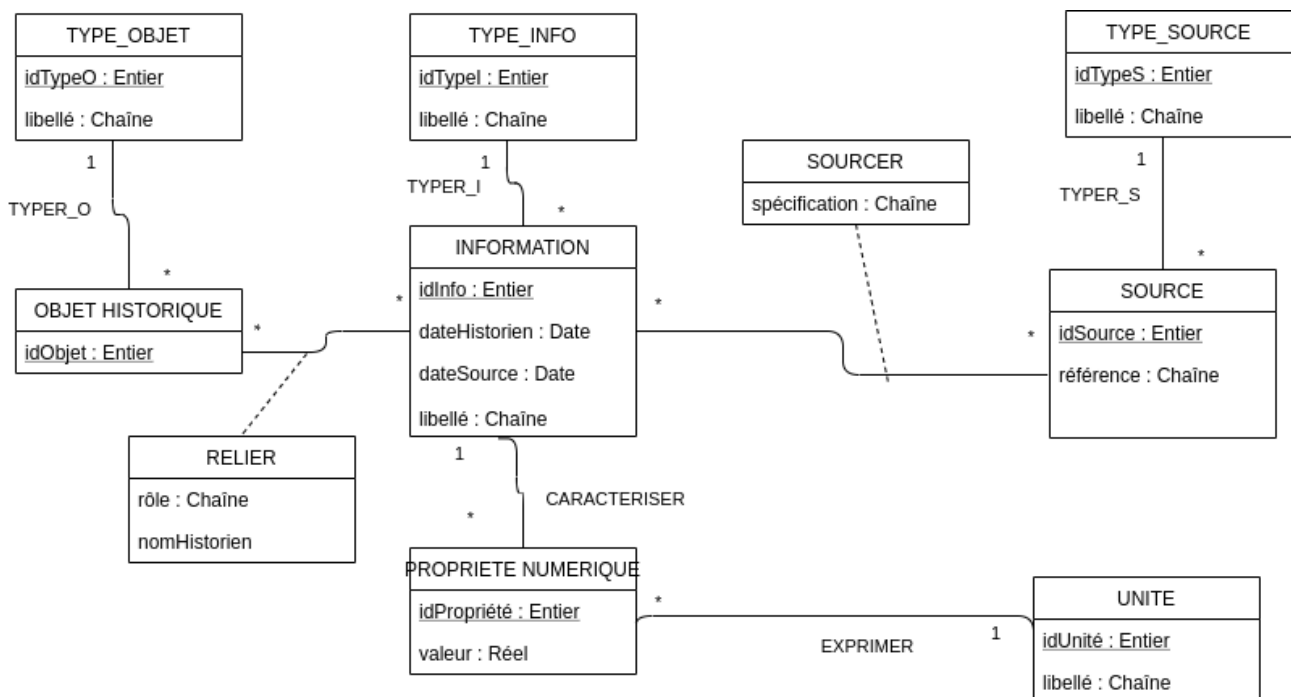 TYPE_OBJET
idTypeO : Entier
libellé : Chaîne
TYPE_INFO
idTypeI : Entier
libellé : Chaîne
TYPE_SOURCE
idTypeS : Entier
libellé : Chaîne
1
TYPER_O
*
1
TYPER_I
*
SOURCER
spécification : Chaîne
1
TYPER_S
*
OBJET HISTORIQUE
idObjet : Entier
*
*
INFORMATION
idInfo : Entier
dateHistorien : Date
dateSource : Date
libellé : Chaîne
*
*
SOURCE
idSource : Entier
référence : Chaîne
RELIER
rôle : Chaîne
nomHistorien
1
CARACTERISER
*
PROPRIETE NUMERIQUE
idPropriété : Entier
valeur : Réel
*
EXPRIMER
1
UNITE
idUnité : Entier
libellé : Chaîne